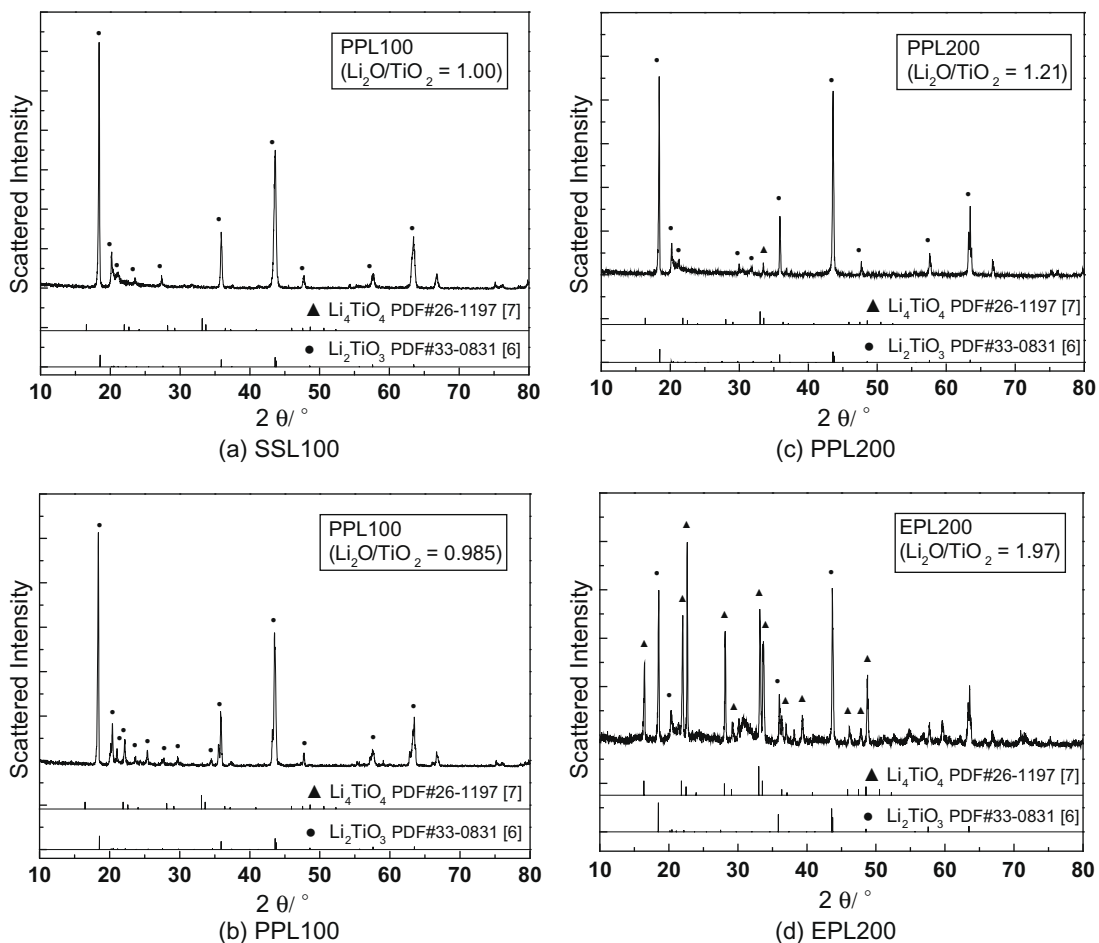 PPL100
(Li₂O/TiO₂ = 1.00)
Scattered Intensity
▲ Li₄TiO₄ PDF#26-1197 [7]
● Li₂TiO₃ PDF#33-0831 [6]
10 20 30 40 50 60 70 80
2 θ/ °
(a) SSL100
PPL100
(Li₂O/TiO₂ = 0.985)
Scattered Intensity
▲ Li₄TiO₄ PDF#26-1197 [7]
● Li₂TiO₃ PDF#33-0831 [6]
10 20 30 40 50 60 70 80
2 θ/ °
(b) PPL100
PPL200
(Li₂O/TiO₂ = 1.21)
Scattered Intensity
▲ Li₄TiO₄ PDF#26-1197 [7]
● Li₂TiO₃ PDF#33-0831 [6]
10 20 30 40 50 60 70 80
2 θ/ °
(c) PPL200
EPL200
(Li₂O/TiO₂ = 1.97)
Scattered Intensity
▲ Li₄TiO₄ PDF#26-1197 [7]
● Li₂TiO₃ PDF#33-0831 [6]
10 20 30 40 50 60 70 80
2 θ/ °
(d) EPL200